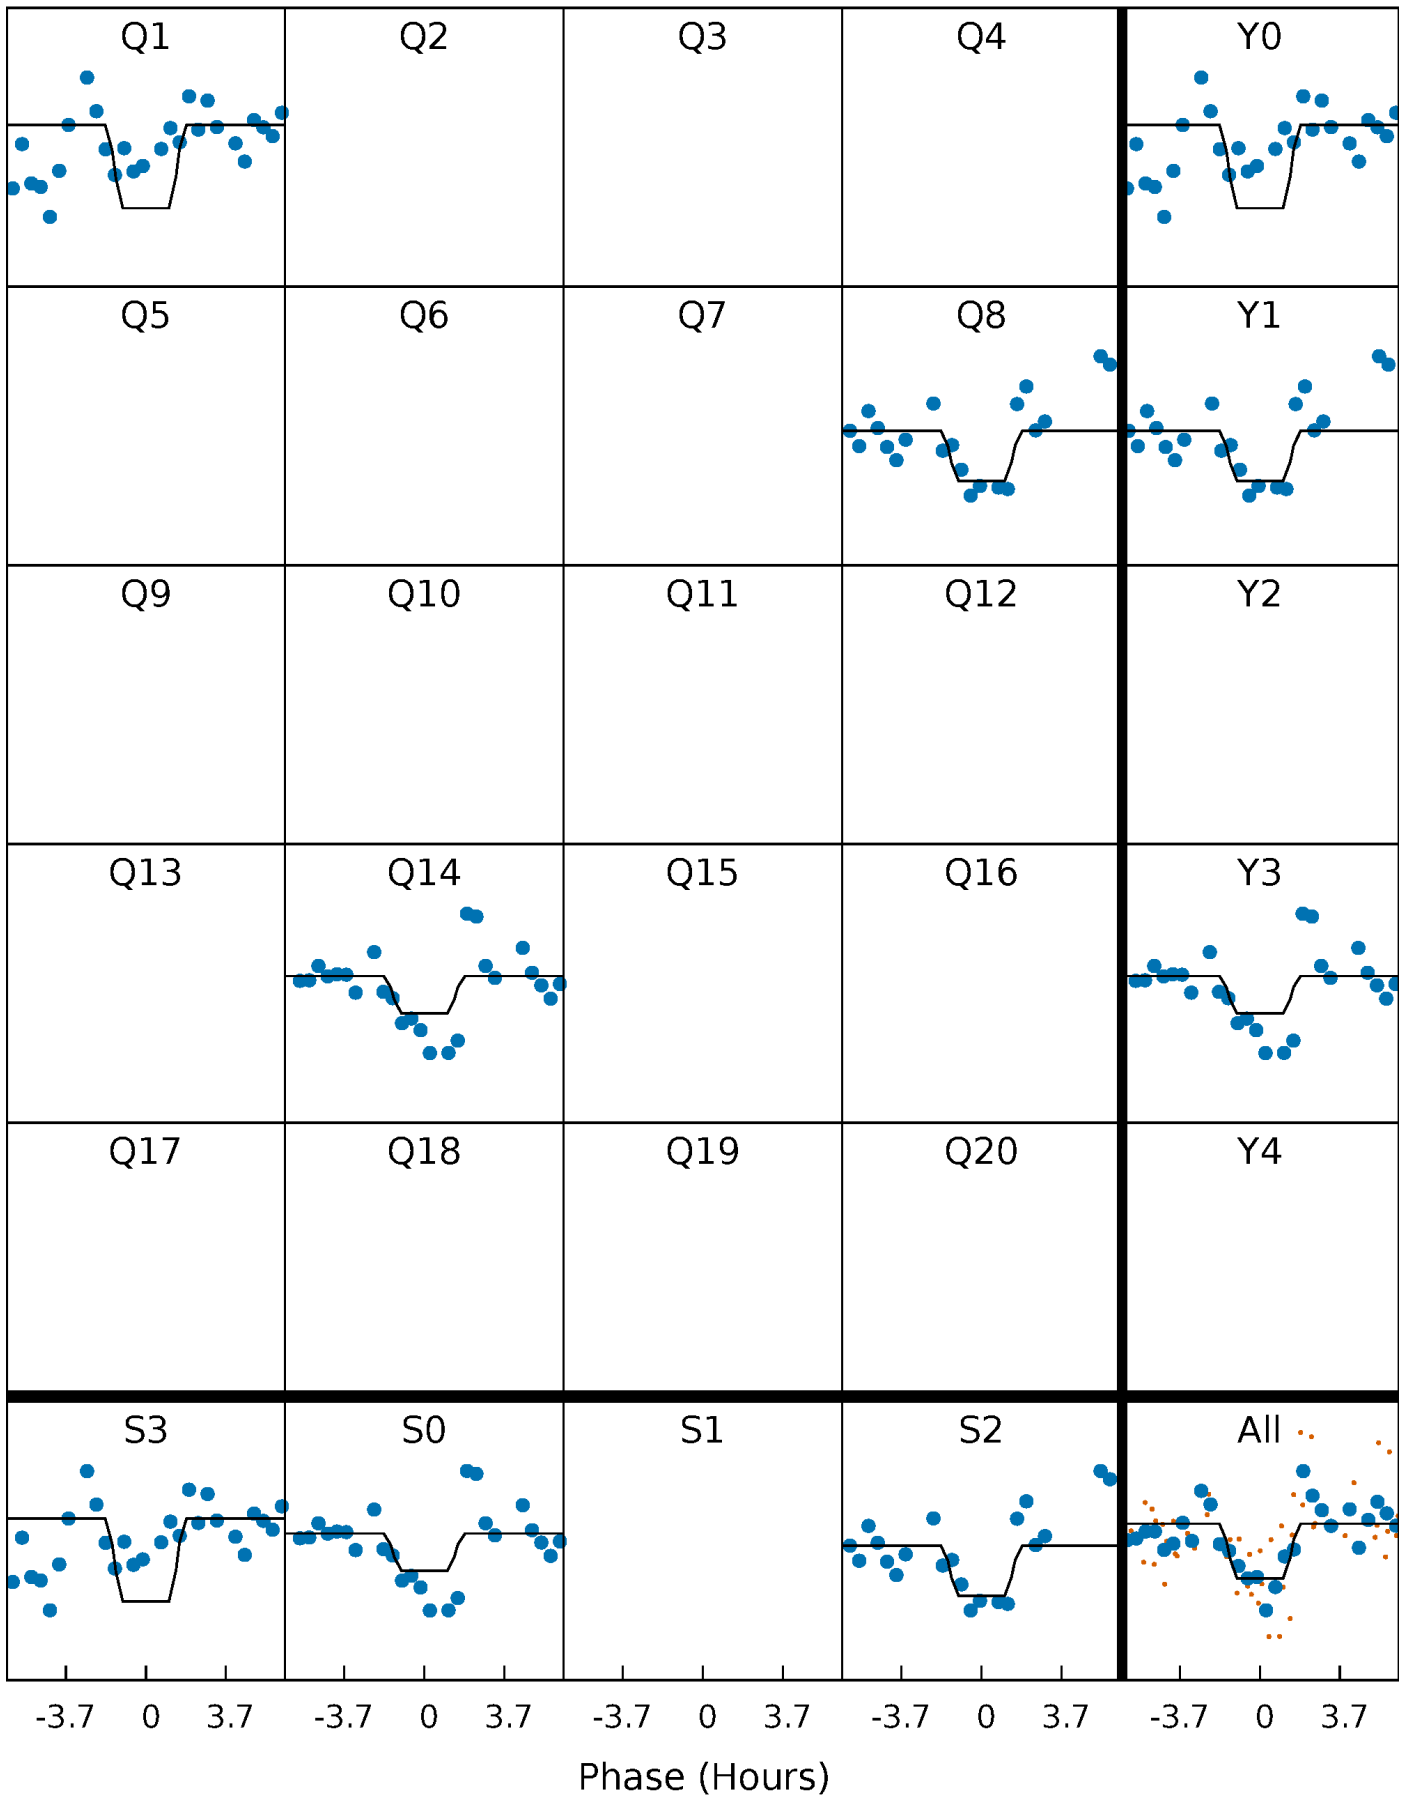 Q1 Q2 Q3 Q4 Y0
Q5 Q6 Q7 Q8 Y1
Q9 Q10 Q11 Q12 Y2
Q13 Q14 Q15 Q16 Y3
Q17 Q18 Q19 Q20 Y4
S3 S0 S1 S2 All
-3.7 0 3.7 -3.7 0 3.7 -3.7 0 3.7 -3.7 0 3.7 -3.7 0 3.7
Phase (Hours)